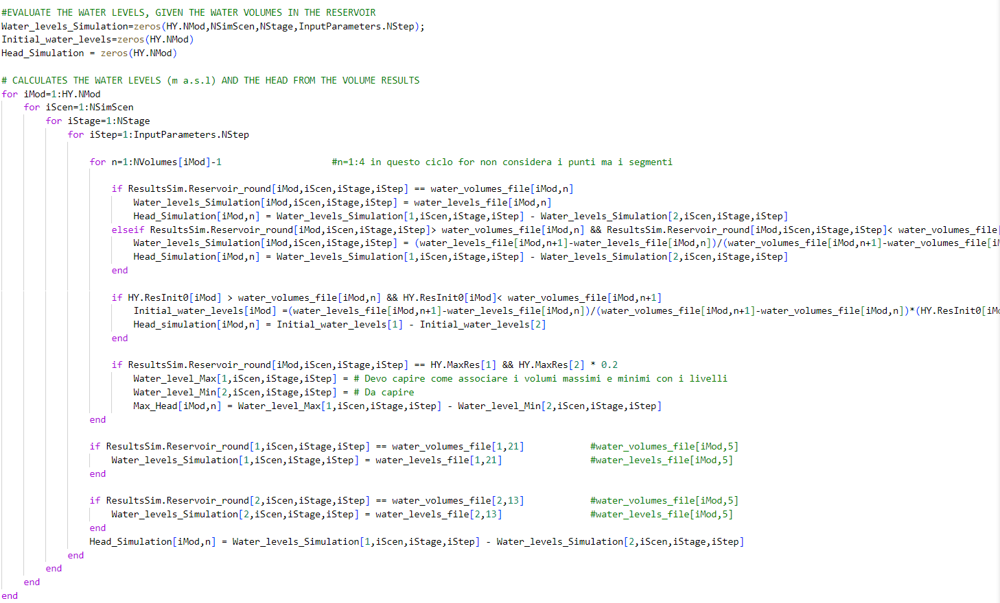 #EVALUATE THE WATER LEVELS, GIVEN THE WATER VOLUMES IN THE RESERVOIR
Water_levels_Simulation=zeros(HY.NMod,NSimScen,NStage,InputParameters.NStep);
Initial_water_levels=zeros(HY.NMod)
Head_Simulation = zeros(HY.NMod)
# CALCULATES THE WATER LEVELS (m a.s.l) AND THE HEAD FROM THE VOLUME RESULTS
for iMod=1:HY.NMod
for iScen=1:NSimScen
for iStage=1:NStage
for iStep=1:InputParameters.NStep
for n=1:NVolumes[iMod]-1 #n=1:4 in questo ciclo for non considera i punti ma i segmenti
if ResultsSim.Reservoir_round[iMod,iScen,iStage,iStep] == water_volumes_file[iMod,n]
Water_levels_Simulation[iMod,iScen,iStage,iStep] = water_levels_file[iMod,n]
Head_Simulation[iMod,n] = Water_levels_Simulation[1,iScen,iStage,iStep] - Water_levels_Simulation[2,iScen,iStage,iStep]
elseif ResultsSim.Reservoir_round[iMod,iScen,iStage,iStep]> water_volumes_file[iMod,n] && ResultsSim.Reservoir_round[iMod,iScen,iStage,iStep]< water_volumes_file[
Water_levels_Simulation[iMod,iScen,iStage,iStep] = (water_levels_file[iMod,n+1]-water_levels_file[iMod,n])/(water_volumes_file[iMod,n+1]-water_volumes_file[iM
Head_Simulation[iMod,n] = Water_levels_Simulation[1,iScen,iStage,iStep] - Water_levels_Simulation[2,iScen,iStage,iStep]
end
if HY.ResInit0[iMod] > water_volumes_file[iMod,n] && HY.ResInit0[iMod]< water_volumes_file[iMod,n+1]
Initial_water_levels[iMod] =(water_levels_file[iMod,n+1]-water_levels_file[iMod,n])/(water_volumes_file[iMod,n+1]-water_volumes_file[iMod,n])*(HY.ResInit0[iMo
Head_simulation[iMod,n] = Initial_water_levels[1] - Initial_water_levels[2]
end
if ResultsSim.Reservoir_round[iMod,iScen,iStage,iStep] == HY.MaxRes[1] && HY.MaxRes[2] * 0.2
Water_level_Max[1,iScen,iStage,iStep] = # Devo capire come associare i volumi massimi e minimi con i livelli
Water_level_Min[2,iScen,iStage,iStep] = # Da capire
Max_Head[iMod,n] = Water_level_Max[1,iScen,iStage,iStep] - Water_level_Min[2,iScen,iStage,iStep]
end
if ResultsSim.Reservoir_round[1,iScen,iStage,iStep] == water_volumes_file[1,21] #water_volumes_file[iMod,5]
Water_levels_Simulation[1,iScen,iStage,iStep] = water_levels_file[1,21] #water_levels_file[iMod,5]
end
if ResultsSim.Reservoir_round[2,iScen,iStage,iStep] == water_volumes_file[2,13] #water_volumes_file[iMod,5]
Water_levels_Simulation[2,iScen,iStage,iStep] = water_levels_file[2,13] #water_levels_file[iMod,5]
end
Head_Simulation[iMod,n] = Water_levels_Simulation[1,iScen,iStage,iStep] - Water_levels_Simulation[2,iScen,iStage,iStep]
end
end
end
end